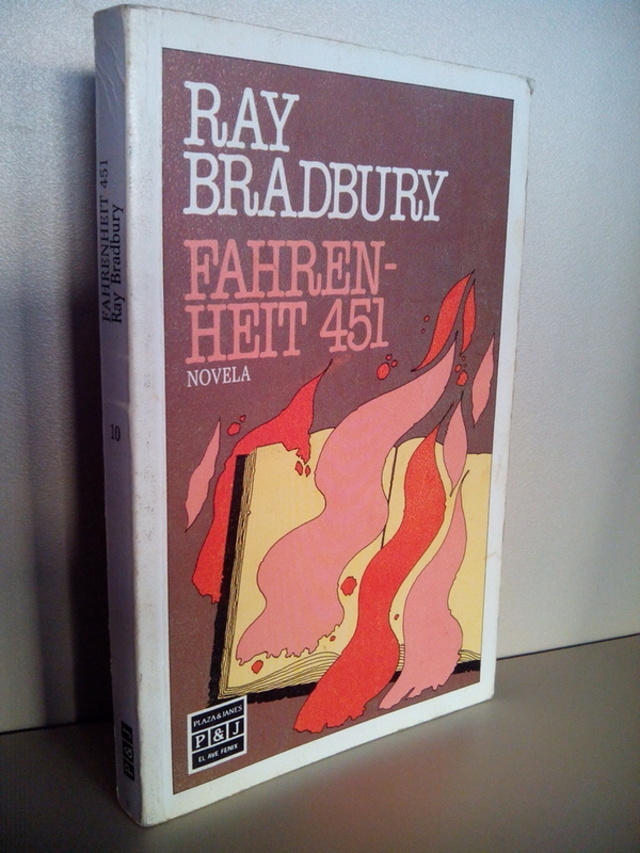 RAY
BRADBURY
FAHREN-
HEIT 451
NOVELA
PLAZA & JANES
P&J
EL AVE FENIX
FAHRENHEIT 451
Ray Bradbury
10
P&J